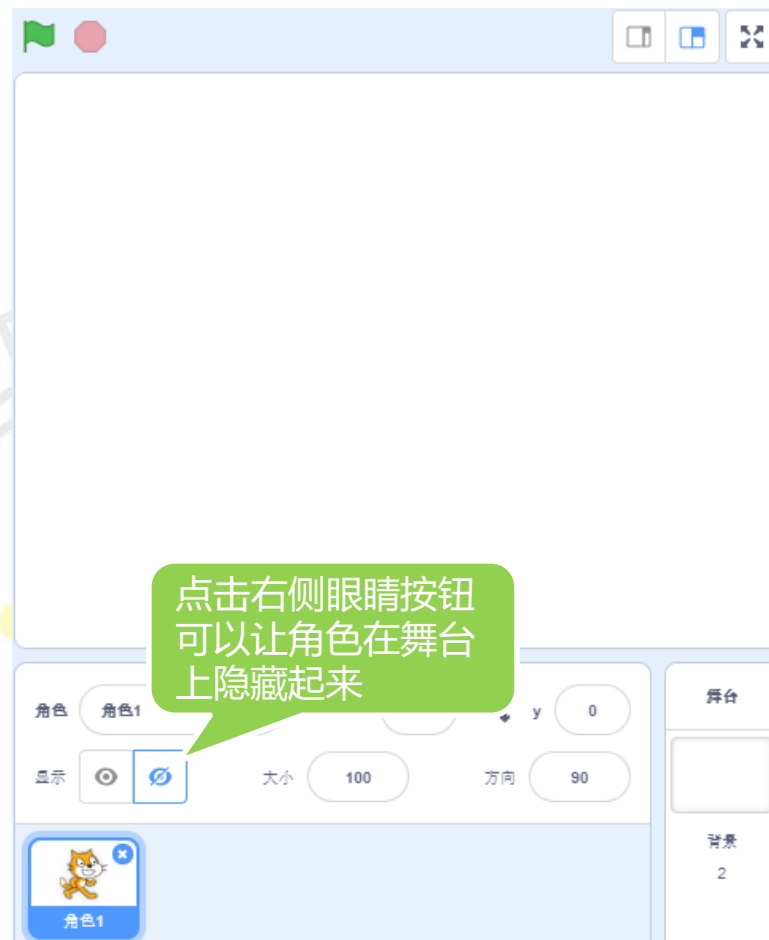 点击右侧眼睛按钮
可以让角色在舞台
上隐藏起来
角色 角色1 y 0 舞台
显示 大小 100 方向 90
背景
2
角色1